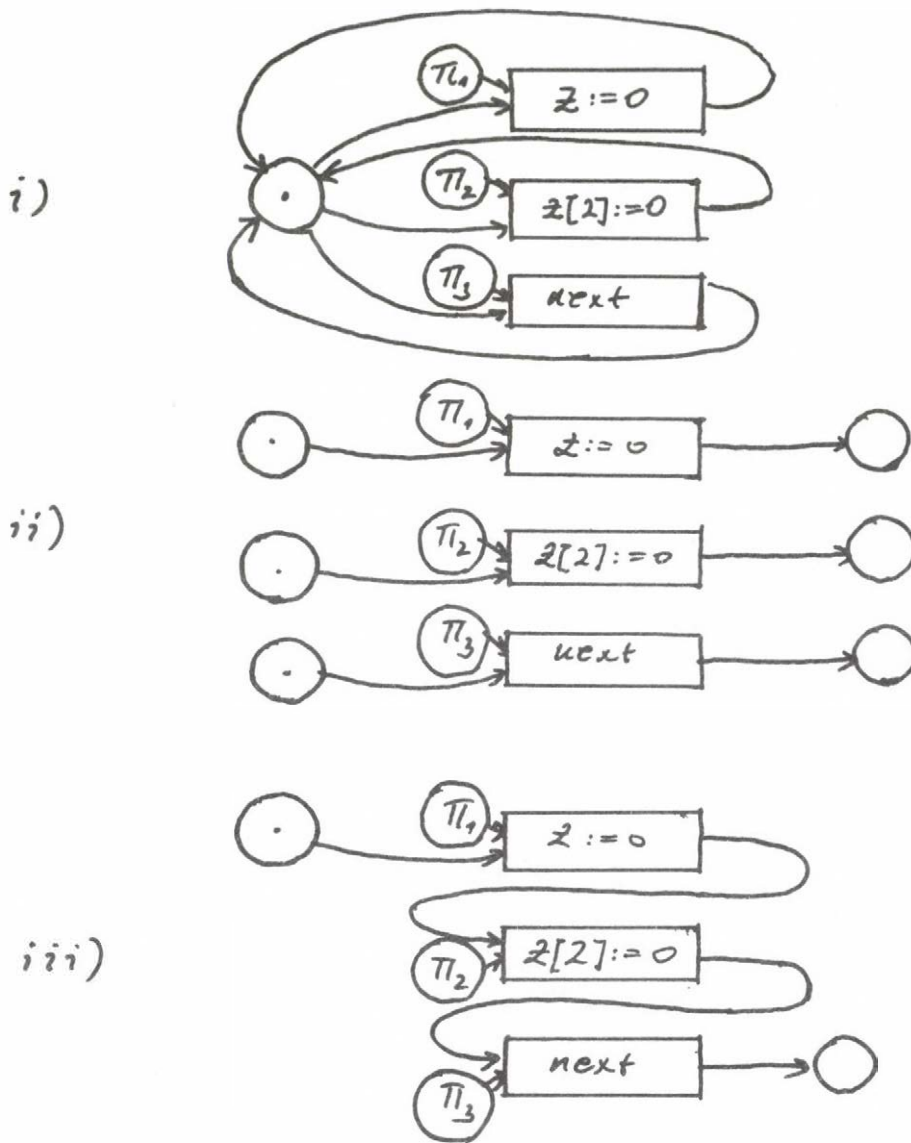 π₁
z := 0
i)
π₂
z[2]:=0
π₃
next
π₁
z := 0
ii)
π₂
z[2]:=0
π₃
next
π₁
z := 0
iii)
π₂
z[2]:=0
next
π₃